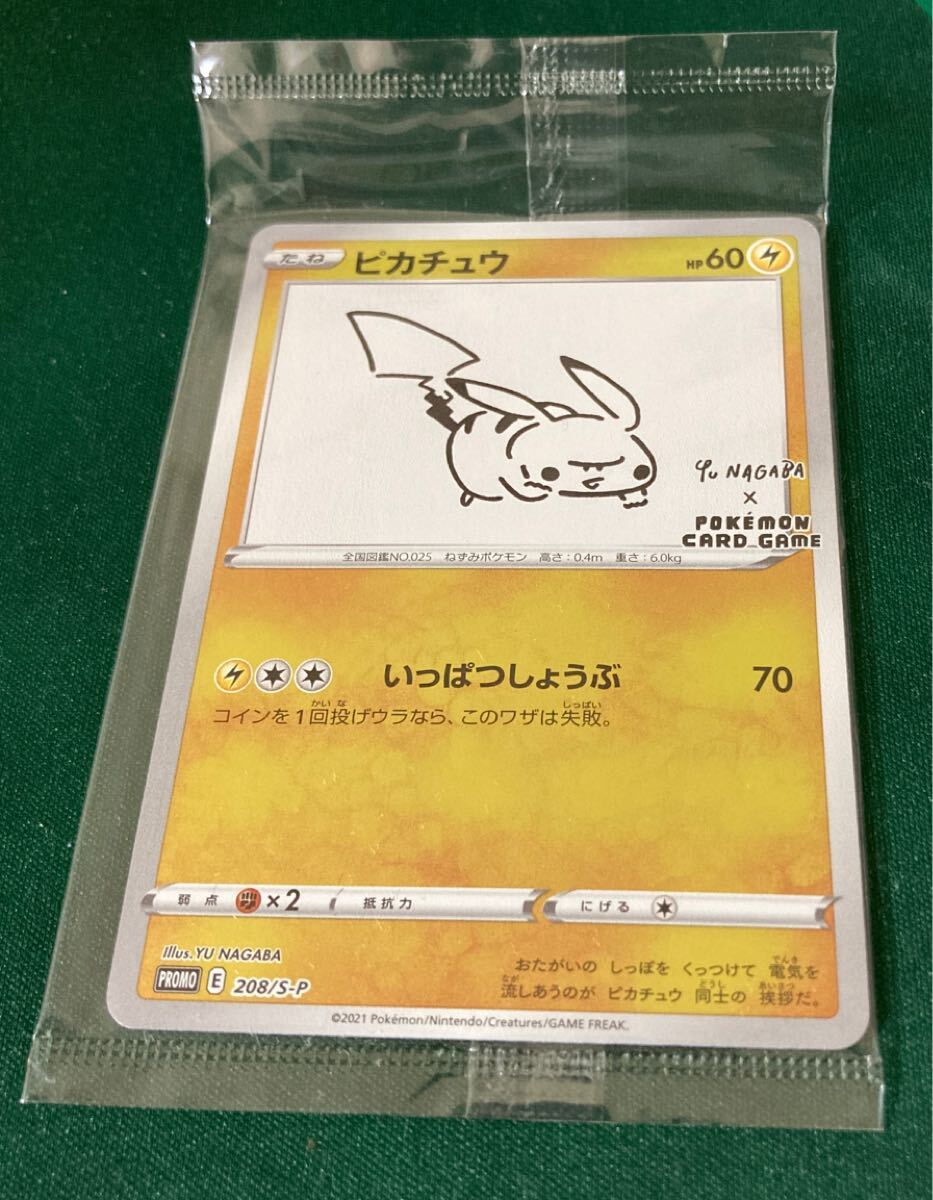 たね ピカチュウ HP60
YU NAGABA
×
POKÉMON
CARD GAME
全国図鑑NO.025 ねずみポケモン 高さ:0.4m 重さ:6.0kg
いっぱつしょうぶ 70
コインを1回投げウラなら、このワザは失敗。
弱点 ×2 抵抗力 にげる
Illus.YU NAGABA
PROMO E 208/S-P
おたがいの しっぽを くっつけて 電気を
流しあうのが ピカチュウ 同士の 挨拶だ。
©2021 Pokémon/Nintendo/Creatures/GAME FREAK.